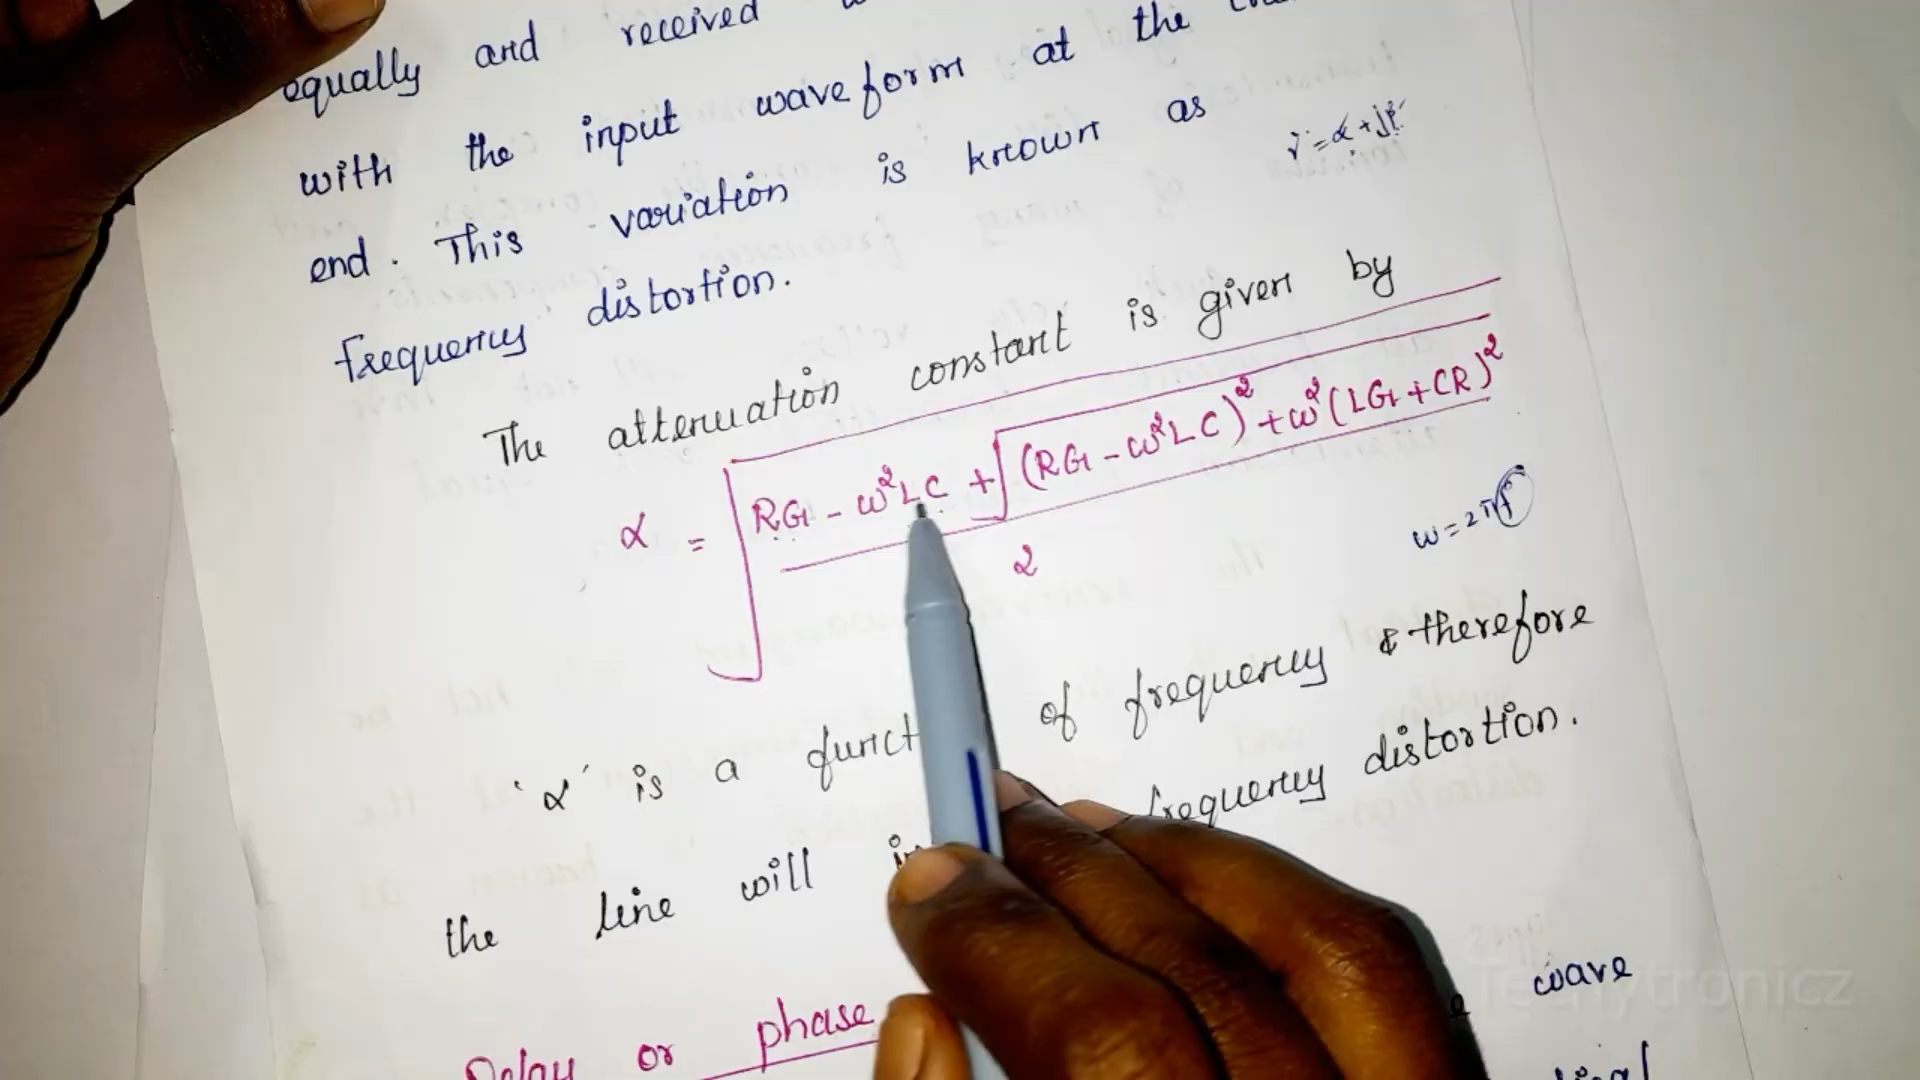 equally and received
with the input waveform at the
end. This variation is known as
γ = α + jβ
frequency distortion.
The attenuation constant is given by
α = √((RG - ω²LC + √((RG - ω²LC)² + ω²(LG + CR)²)) / 2)
ω = 2πf
'α' is a funct of frequency & therefore
the line will frequency distortion.
Delay or phase wave
Techytronicz